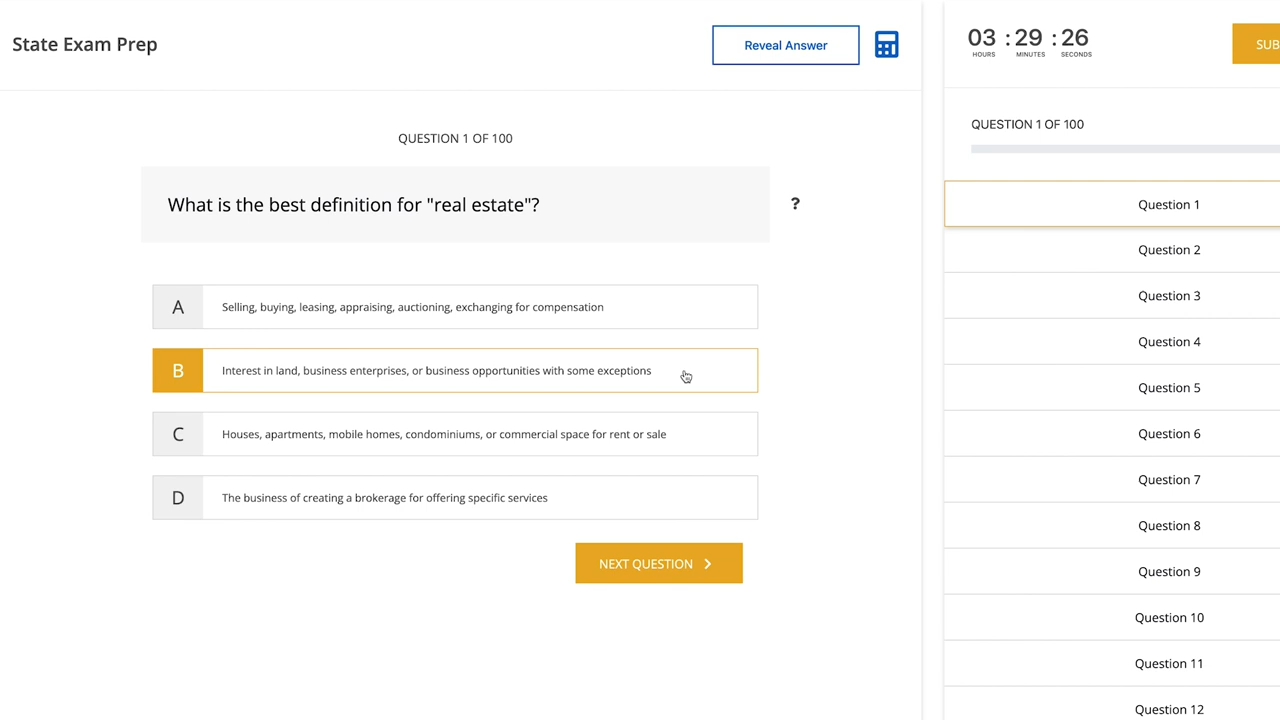 State Exam Prep
Reveal Answer
QUESTION 1 OF 100
What is the best definition for "real estate"?
?
A Selling, buying, leasing, appraising, auctioning, exchanging for compensation
B Interest in land, business enterprises, or business opportunities with some exceptions
C Houses, apartments, mobile homes, condominiums, or commercial space for rent or sale
D The business of creating a brokerage for offering specific services
NEXT QUESTION
03 : 29 : 26
HOURS MINUTES SECONDS
SUB
QUESTION 1 OF 100
Question 1
Question 2
Question 3
Question 4
Question 5
Question 6
Question 7
Question 8
Question 9
Question 10
Question 11
Question 12